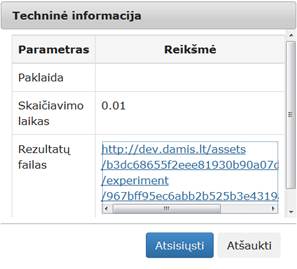 Techninė informacija
Parametras Reikšmė
Paklaida
Skaičiavimo laikas 0.01
Rezultatų failas
http://dev.damis.lt/assets
/b3dc68655f2eee81930b90a07d
/experiment
/967bff95ec6abb2b525b3e4319
Atsisiųsti Atšaukti